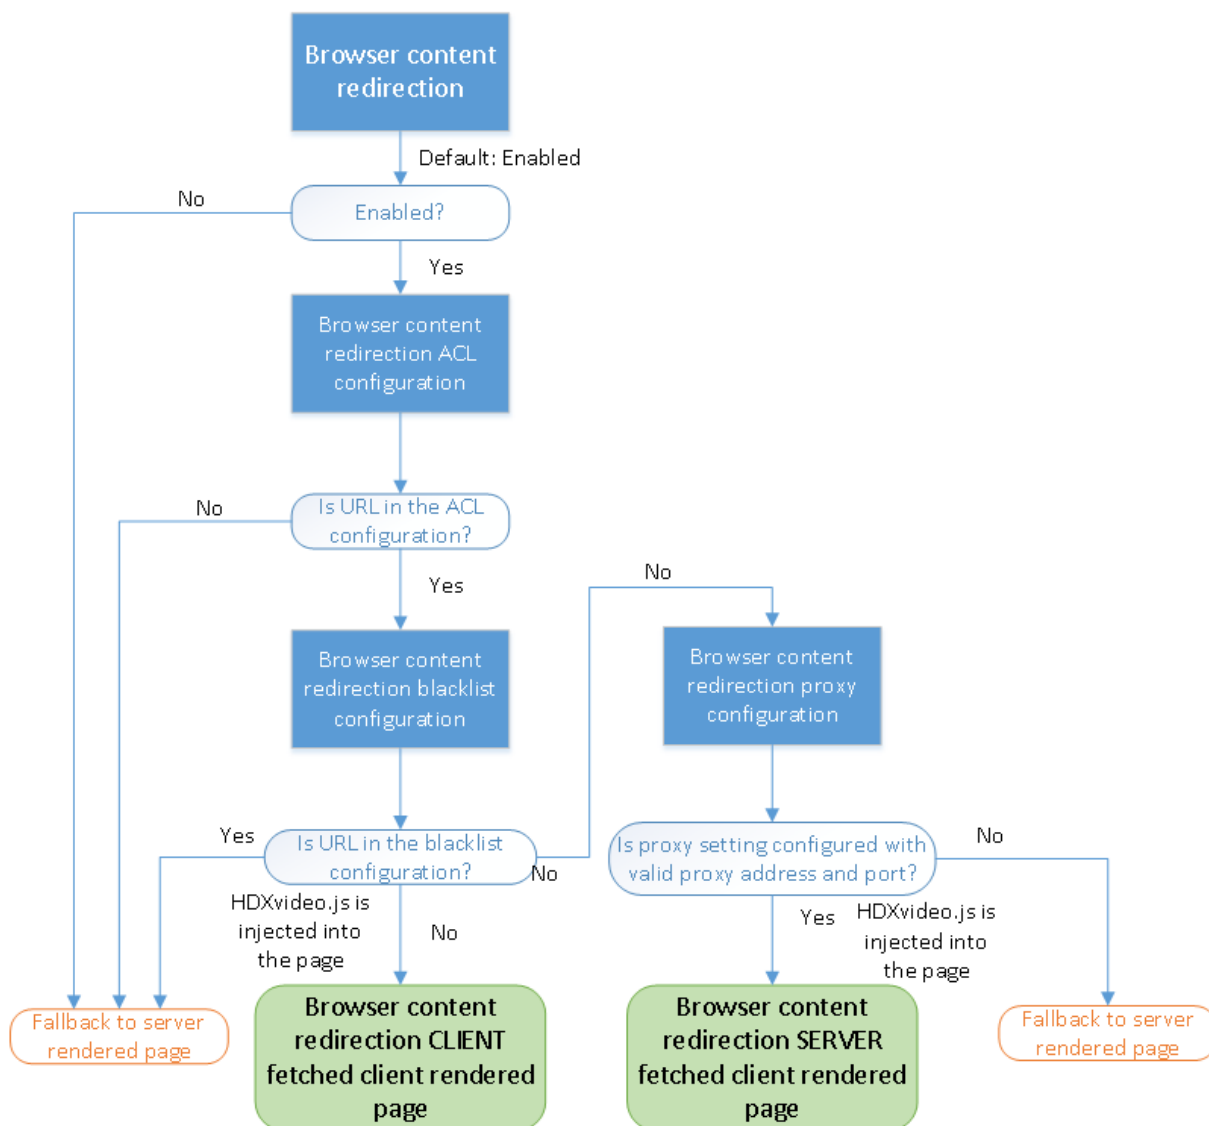 Browser content
redirection
Default: Enabled
No
Enabled?
Yes
Browser content
redirection ACL
configuration
No
Is URL in the ACL
configuration?
Yes
No
Browser content
redirection blacklist
configuration
Browser content
redirection proxy
configuration
Yes
Is URL in the blacklist
configuration?
No
Is proxy setting configured with
valid proxy address and port?
No
HDXvideo.js is
injected into
the page
No
Yes
HDXvideo.js is
injected into
the page
Fallback to server
rendered page
Browser content
redirection CLIENT
fetched client rendered
page
Browser content
redirection SERVER
fetched client rendered
page
Fallback to server
rendered page